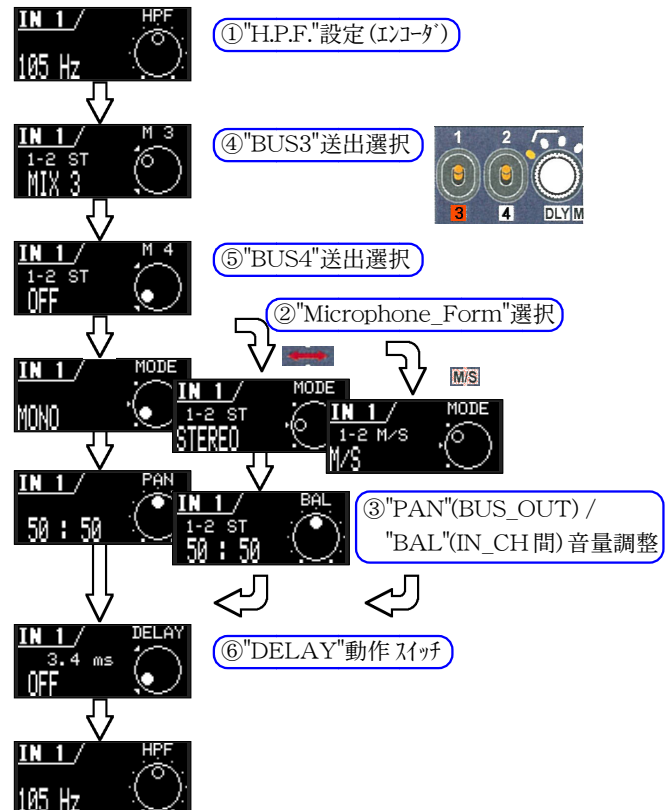 IN 1 HPF
105 Hz
①"H.P.F."設定(ｴﾝｺｰﾀﾞ)
IN 1 M 3
1-2 ST
MIX 3
④"BUS3"送出選択
1 2
3 4 DLY M
IN 1 M 4
1-2 ST
OFF
⑤"BUS4"送出選択
②"Microphone_Form"選択
M/S
IN 1 MODE
MONO
IN 1 MODE
1-2 ST
STEREO
IN 1 MODE
1-2 M/S
M/S
IN 1 PAN
50 : 50
IN 1 BAL
1-2 ST
50 : 50
③"PAN"(BUS_OUT) /
"BAL"(IN_CH間)音量調整
IN 1 DELAY
3.4 ms
OFF
⑥"DELAY"動作ｽｲｯﾁ
IN 1 HPF
105 Hz